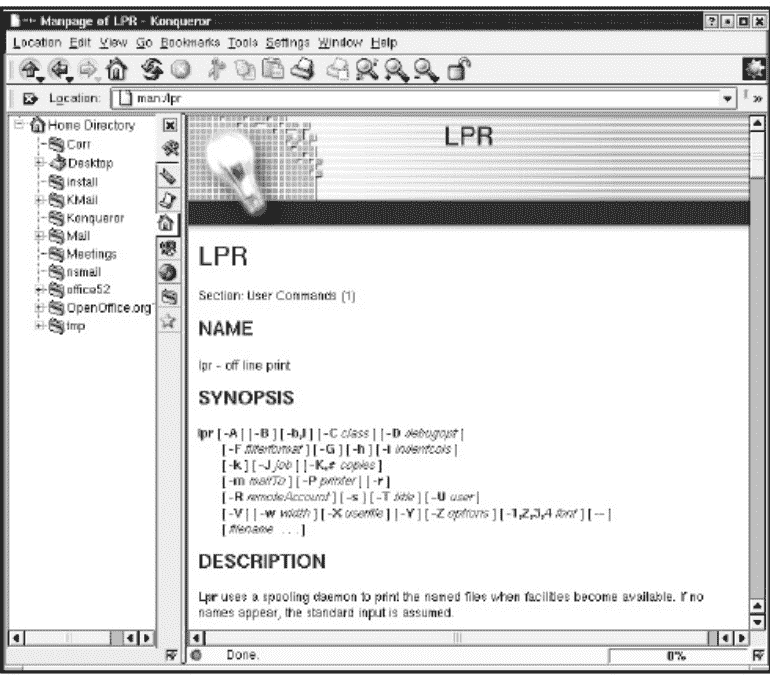 Manpage of LPR - Konqueror
Location Edit View Go Bookmarks Tools Settings Window Help
Location: man:/lpr
Home Directory
Corr
Desktop
install
KMail
Konqueror
Mail
Meetings
nsmail
office52
OpenOffice.org
tmp
LPR
LPR
Section: User Commands (1)
NAME
lpr - off line print
SYNOPSIS
lpr [ -A ] [ -B ] [ -b,l ] [ -C class ] [ -D debugopt ]
[ -F filterformat ] [ -G ] [ -h ] [ -i indentcols ]
[ -k ] [ -J job ] [ -K,# copies ]
[ -m mailTo ] [ -P printer ] [ -r ]
[ -R remoteAccount ] [ -s ] [ -T title ] [ -U user ]
[ -V ] [ -w width ] [ -X userfile ] [ -Y ] [ -Z options ] [ -1,2,3,4 font ] [ -- ]
[ filename ... ]
DESCRIPTION
Lpr uses a spooling daemon to print the named files when facilities become available. If no
names appear, the standard input is assumed.
Done.
0%